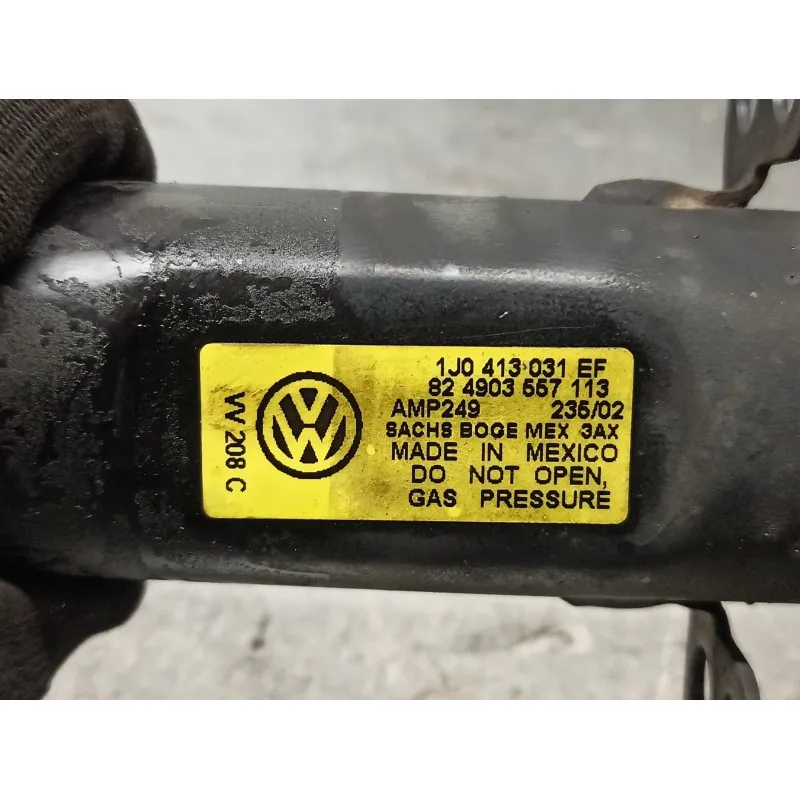 1J0 413 031 EF
82 4903 557 113
AMP249 235/02
SACHS BOGE MEX 3AX
MADE IN MEXICO
DO NOT OPEN,
GAS PRESSURE
VV 208 C